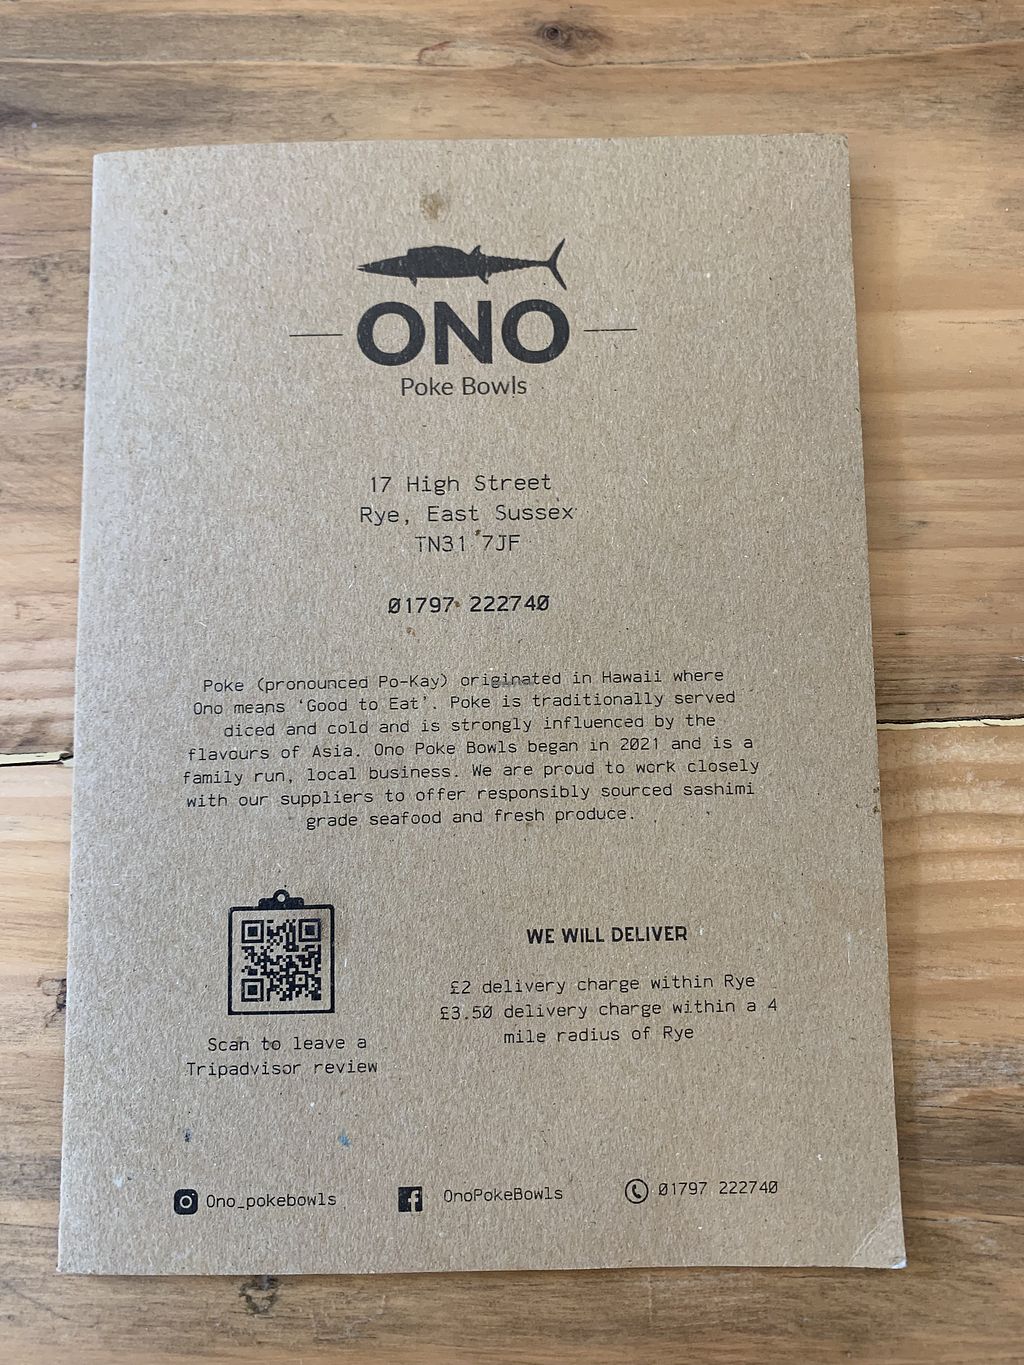 ONO
Poke Bowls
17 High Street
Rye, East Sussex
TN31 7JF
01797 222740
Poke (pronounced Po-Kay) originated in Hawaii where
Ono means ‘Good to Eat’. Poke is traditionally served
diced and cold and is strongly influenced by the
flavours of Asia. Ono Poke Bowls began in 2021 and is a
family run, local business. We are proud to work closely
with our suppliers to offer responsibly sourced sashimi
grade seafood and fresh produce.
Scan to leave a
Tripadvisor review
WE WILL DELIVER
£2 delivery charge within Rye
£3.50 delivery charge within a 4
mile radius of Rye
Ono_pokebowls
OnoPokeBowls
01797 222740